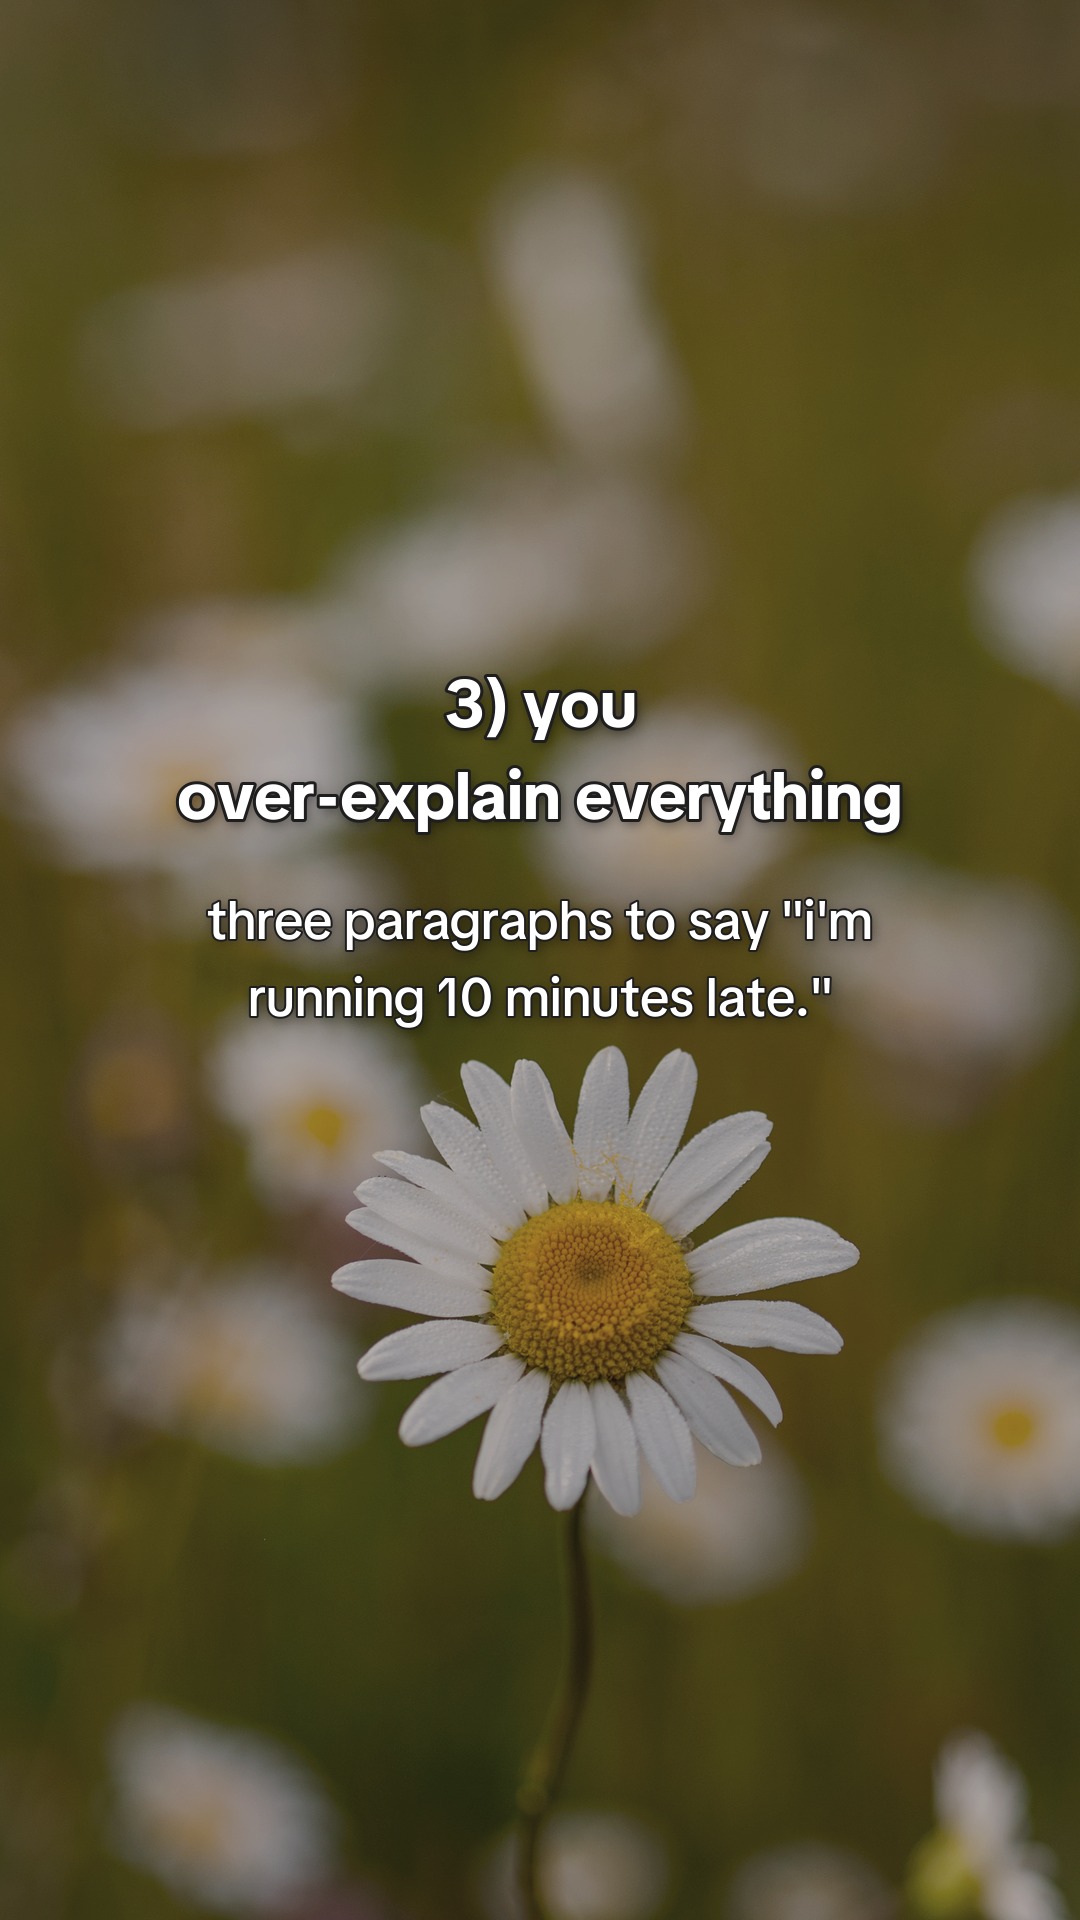 3) you
over-explain everything
three paragraphs to say "i'm
running 10 minutes late."